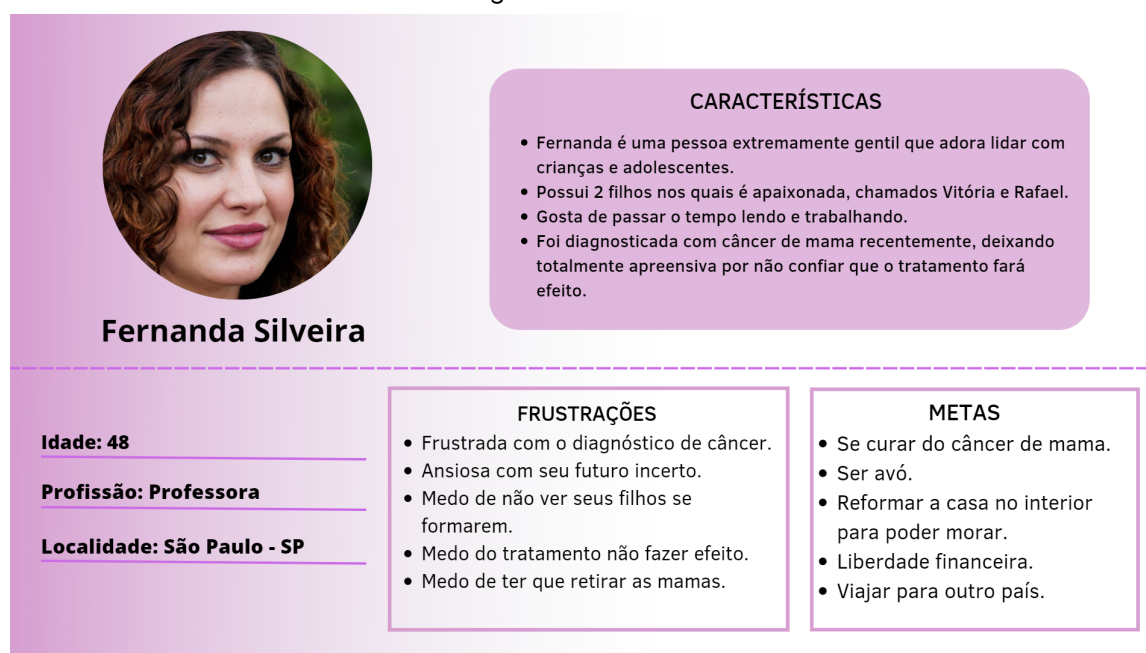 CARACTERÍSTICAS
• Fernanda é uma pessoa extremamente gentil que adora lidar com
crianças e adolescentes.
• Possui 2 filhos nos quais é apaixonada, chamados Vitória e Rafael.
• Gosta de passar o tempo lendo e trabalhando.
• Foi diagnosticada com câncer de mama recentemente, deixando
totalmente apreensiva por não confiar que o tratamento fará
efeito.
Fernanda Silveira
Idade: 48
Profissão: Professora
Localidade: São Paulo - SP
FRUSTRAÇÕES
• Frustrada com o diagnóstico de câncer.
• Ansiosa com seu futuro incerto.
• Medo de não ver seus filhos se
formarem.
• Medo do tratamento não fazer efeito.
• Medo de ter que retirar as mamas.
METAS
• Se curar do câncer de mama.
• Ser avó.
• Reformar a casa no interior
para poder morar.
• Liberdade financeira.
• Viajar para outro país.